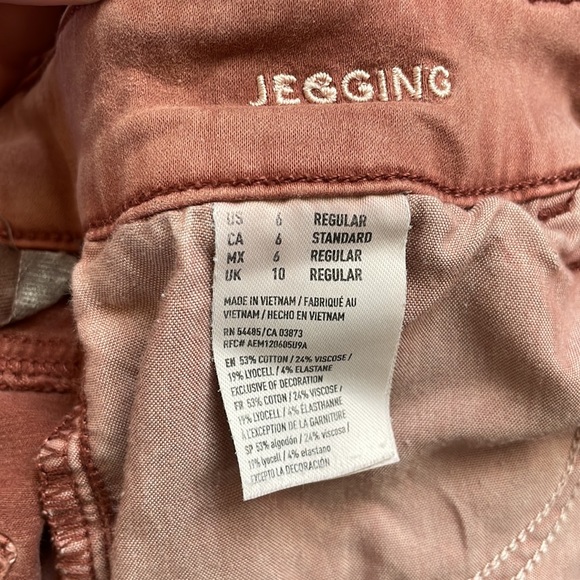 JEGGING
US 6 REGULAR
CA 6 STANDARD
MX 6 REGULAR
UK 10 REGULAR
MADE IN VIETNAM / FABRIQUÉ AU
VIETNAM / HECHO EN VIETNAM
RN 54485/CA 03873
RFC# AEM120605U9A
EN 53% COTTON / 24% VISCOSE /
19% LYOCELL / 4% ELASTANE
EXCLUSIVE OF DECORATION
FR 53% COTON / 24% VISCOSE /
19% LYOCELL / 4% ÉLASTHANNE
À L'EXCEPTION DE LA GARNITURE
SP 53% algodón / 24% viscosa /
19% lyocell / 4% elastano
EXCEPTO LA DECORACIÓN